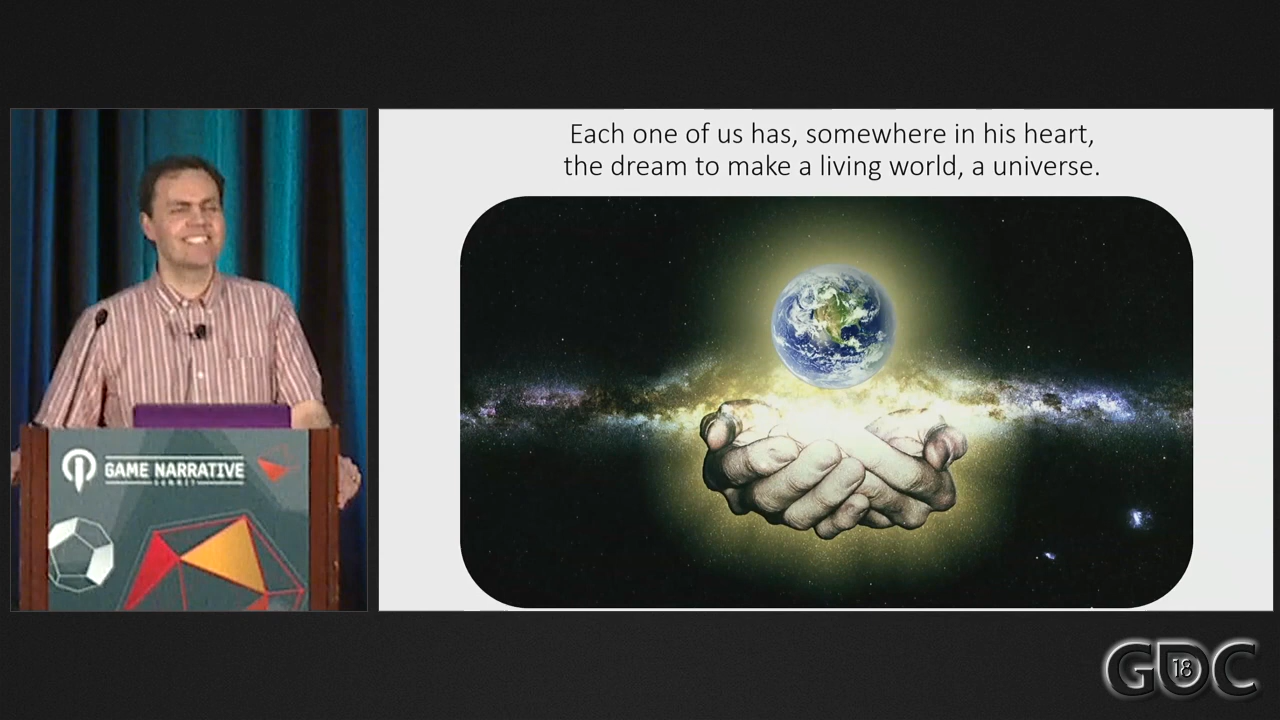 Each one of us has, somewhere in his heart,
the dream to make a living world, a universe.
GAME NARRATIVE
SUMMIT
GDC
18